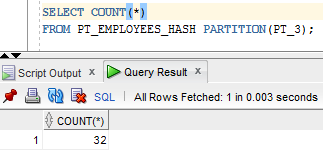 SELECT COUNT(*)
FROM PT_EMPLOYEES_HASH PARTITION(PT_3);
Script Output x Query Result x
SQL | All Rows Fetched: 1 in 0.003 seconds
COUNT(*)
1 32